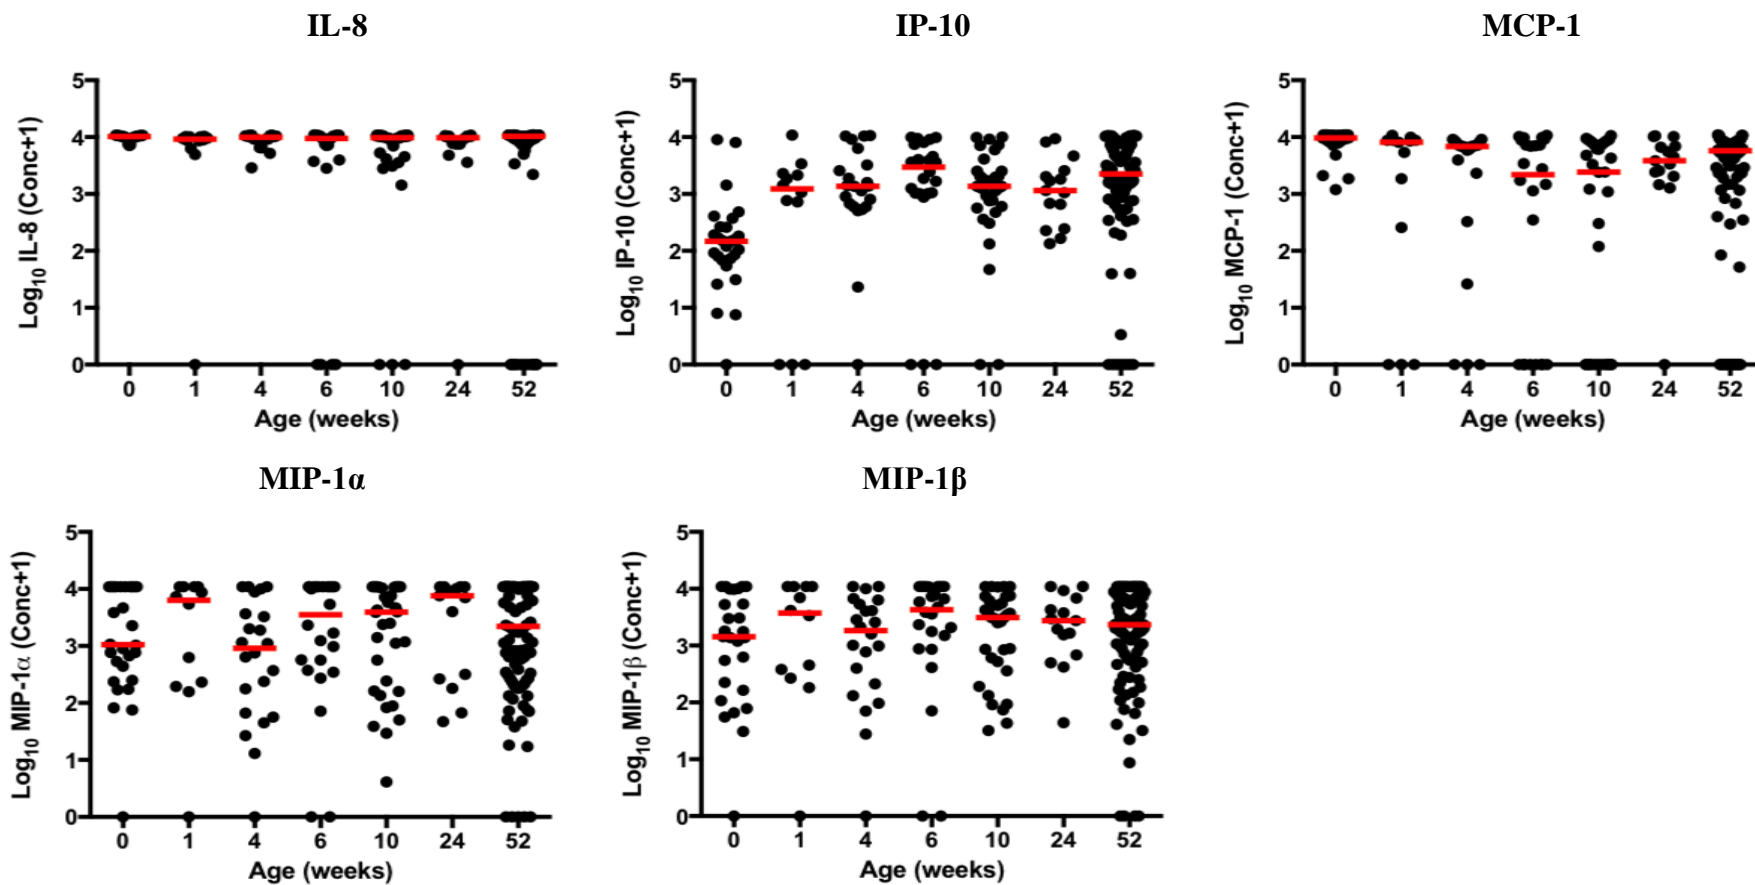 IL-8
IP-10
MCP-1
Log10 IL-8 (Conc+1)
5
4
3
2
1
0
0 1 4 6 10 24 52
Age (weeks)
Log10 IP-10 (Conc+1)
5
4
3
2
1
0
0 1 4 6 10 24 52
Age (weeks)
Log10 MCP-1 (Conc+1)
5
4
3
2
1
0
0 1 4 6 10 24 52
Age (weeks)
MIP-1α
MIP-1β
Log10 MIP-1α (Conc+1)
5
4
3
2
1
0
0 1 4 6 10 24 52
Age (weeks)
Log10 MIP-1β (Conc+1)
5
4
3
2
1
0
0 1 4 6 10 24 52
Age (weeks)